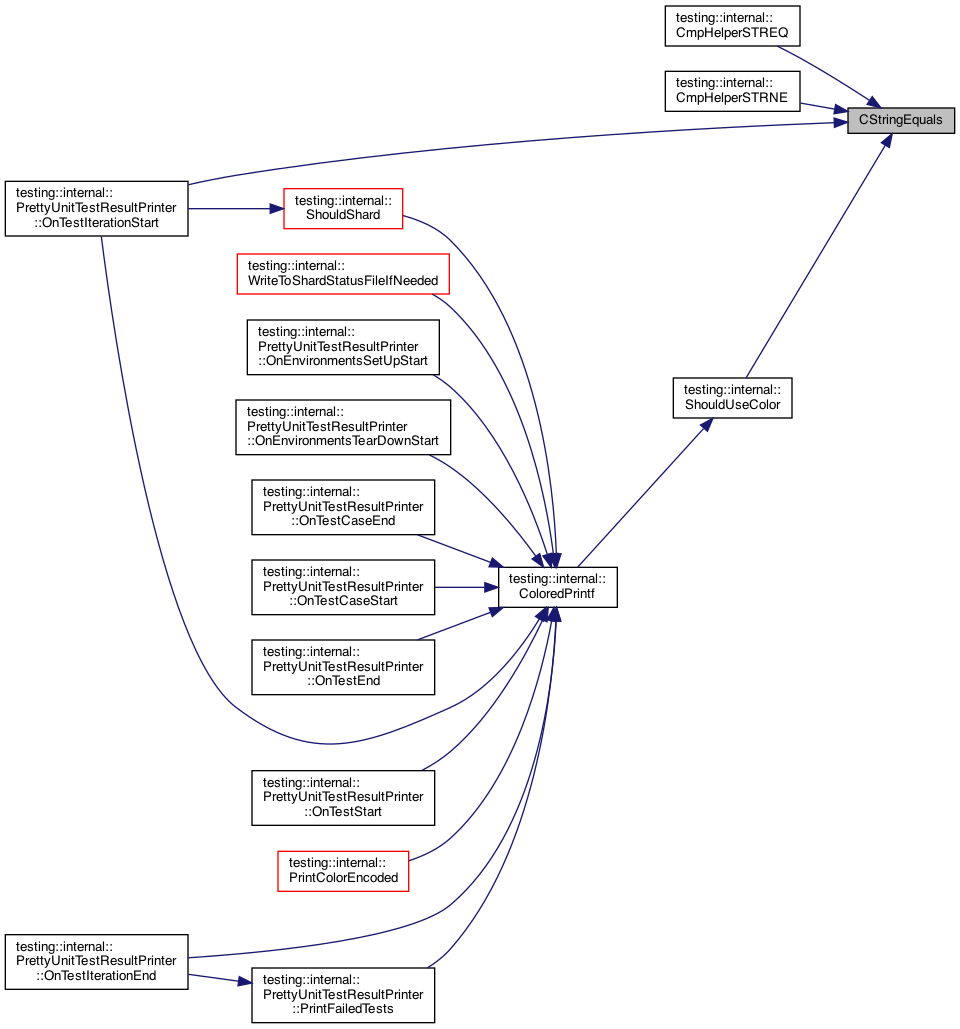 testing::internal::
CmpHelperSTREQ
testing::internal::
CmpHelperSTRNE
CStringEquals
testing::internal::
PrettyUnitTestResultPrinter
::OnTestIterationStart
testing::internal::
ShouldShard
testing::internal::
WriteToShardStatusFileIfNeeded
testing::internal::
PrettyUnitTestResultPrinter
::OnEnvironmentsSetUpStart
testing::internal::
ShouldUseColor
testing::internal::
PrettyUnitTestResultPrinter
::OnEnvironmentsTearDownStart
testing::internal::
PrettyUnitTestResultPrinter
::OnTestCaseEnd
testing::internal::
PrettyUnitTestResultPrinter
::OnTestCaseStart
testing::internal::
ColoredPrintf
testing::internal::
PrettyUnitTestResultPrinter
::OnTestEnd
testing::internal::
PrettyUnitTestResultPrinter
::OnTestStart
testing::internal::
PrintColorEncoded
testing::internal::
PrettyUnitTestResultPrinter
::OnTestIterationEnd
testing::internal::
PrettyUnitTestResultPrinter
::PrintFailedTests